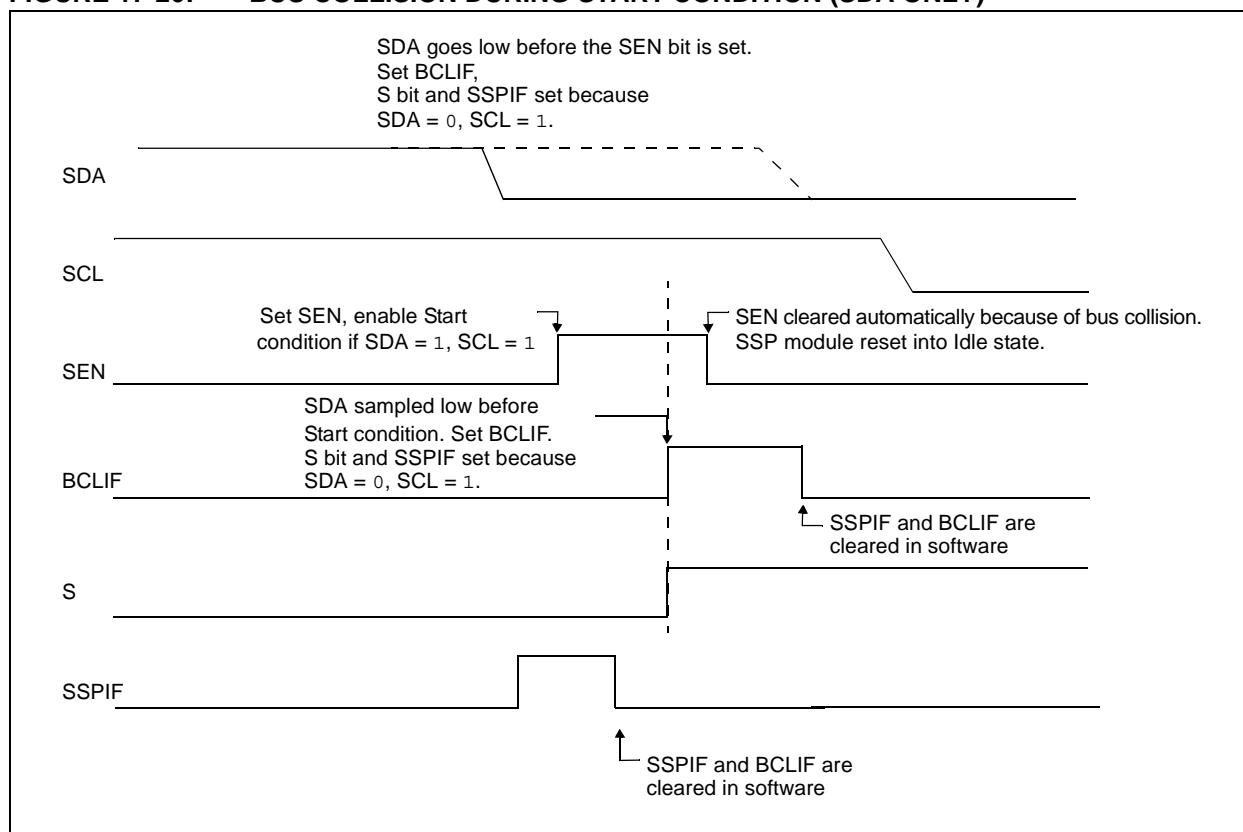 SDA goes low before the SEN bit is set.
Set BCLIF,
S bit and SSPIF set because
SDA = 0, SCL = 1.
SDA
SCL
Set SEN, enable Start
condition if SDA = 1, SCL = 1
SEN cleared automatically because of bus collision.
SSP module reset into Idle state.
SEN
SDA sampled low before
Start condition. Set BCLIF.
S bit and SSPIF set because
SDA = 0, SCL = 1.
BCLIF
SSPIF and BCLIF are
cleared in software
S
SSPIF
SSPIF and BCLIF are
cleared in software